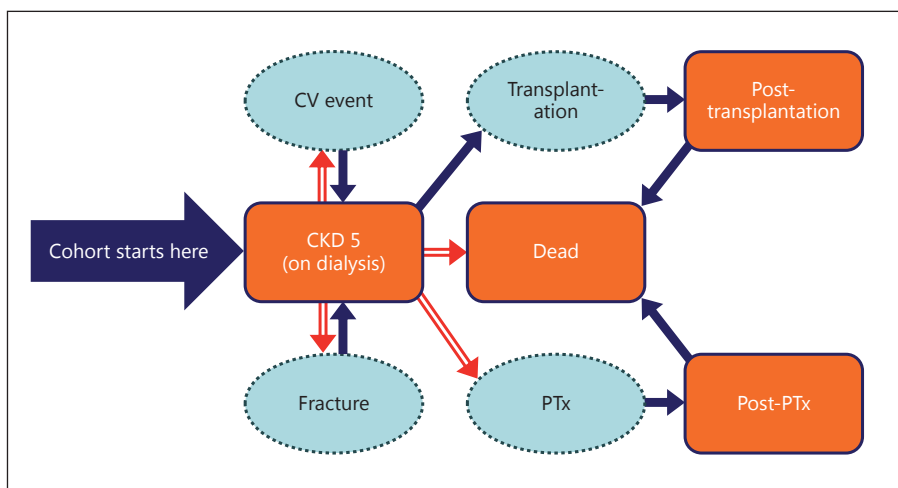 CV event
Transplant-
ation
Post-
transplantation
Cohort starts here
CKD 5
(on dialysis)
Dead
Fracture
PTx
Post-PTx